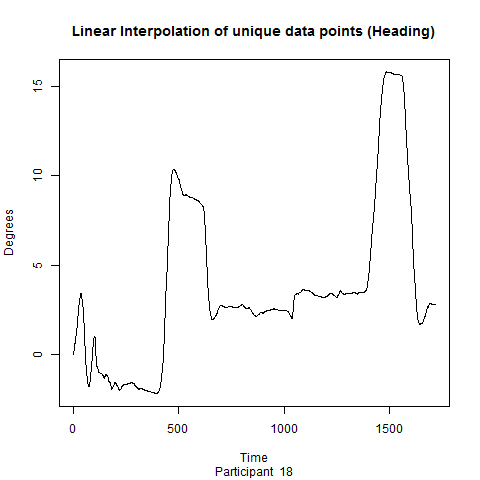 Linear Interpolation of unique data points (Heading)
Degrees
15
10
5
0
0 500 1000 1500
Time
Participant 18